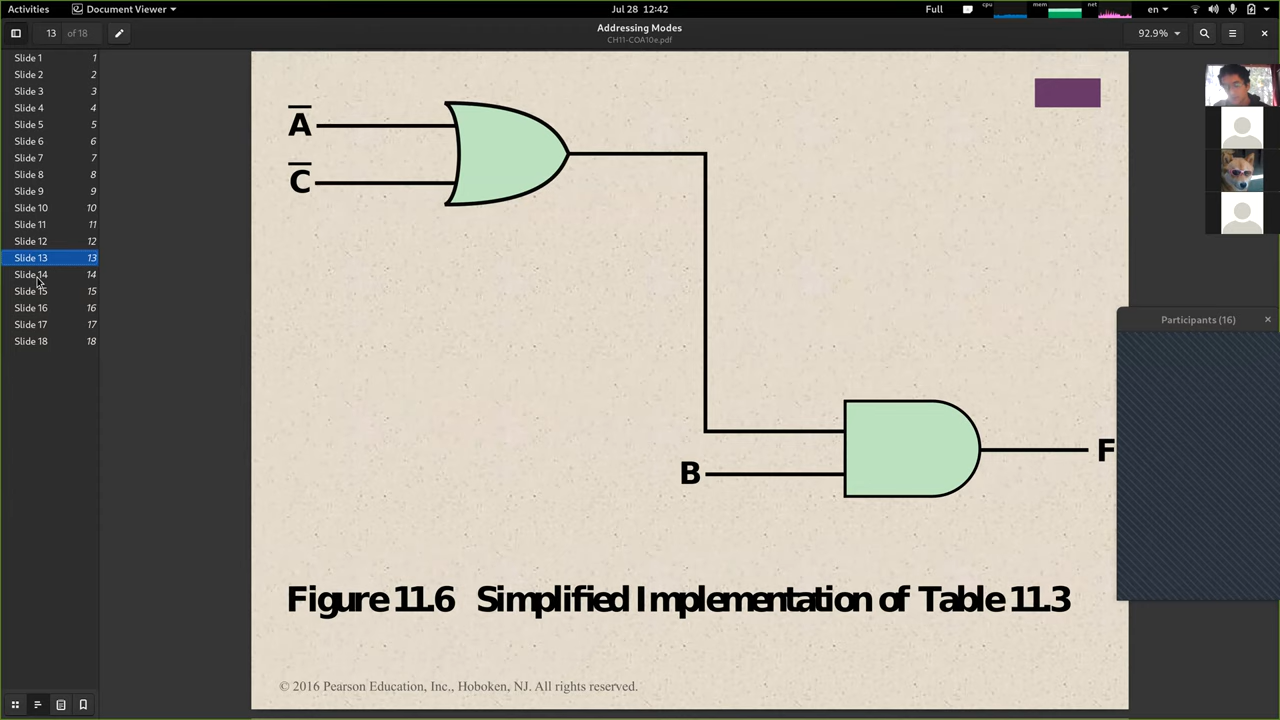 Activities Document Viewer Jul 28 12:42 Full cpu mem net en
13 of 18 Addressing Modes 92.9%
CH11-COA10e.pdf
Slide 1 1
Slide 2 2
Slide 3 3
Slide 4 4
Slide 5 5
Slide 6 6
Slide 7 7
Slide 8 8
Slide 9 9
Slide 10 10
Slide 11 11
Slide 12 12
Slide 13 13
Slide 14 14
Slide 15 15
Slide 16 16
Slide 17 17
Slide 18 18
A̅
C̅
B
F
Figure 11.6 Simplified Implementation of Table 11.3
© 2016 Pearson Education, Inc., Hoboken, NJ. All rights reserved.
Participants (16)